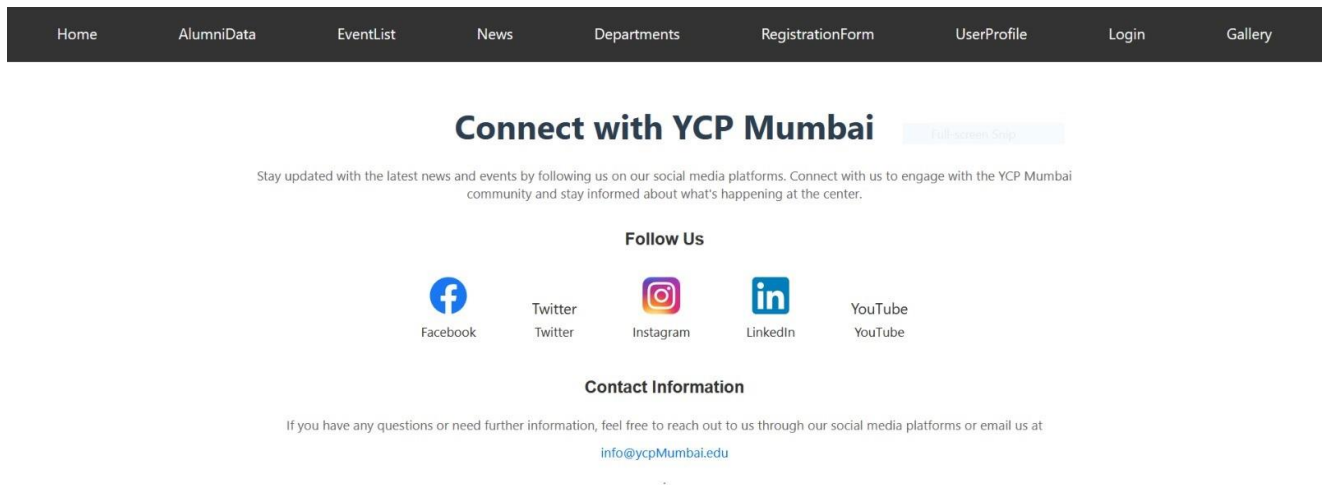 Home AlumniData EventList News Departments RegistrationForm UserProfile Login Gallery
Connect with YCP Mumbai
Full-screen Snip
Stay updated with the latest news and events by following us on our social media platforms. Connect with us to engage with the YCP Mumbai
community and stay informed about what's happening at the center.
Follow Us
Twitter YouTube
Facebook Twitter Instagram LinkedIn YouTube
Contact Information
If you have any questions or need further information, feel free to reach out to us through our social media platforms or email us at
info@ycpMumbai.edu
.